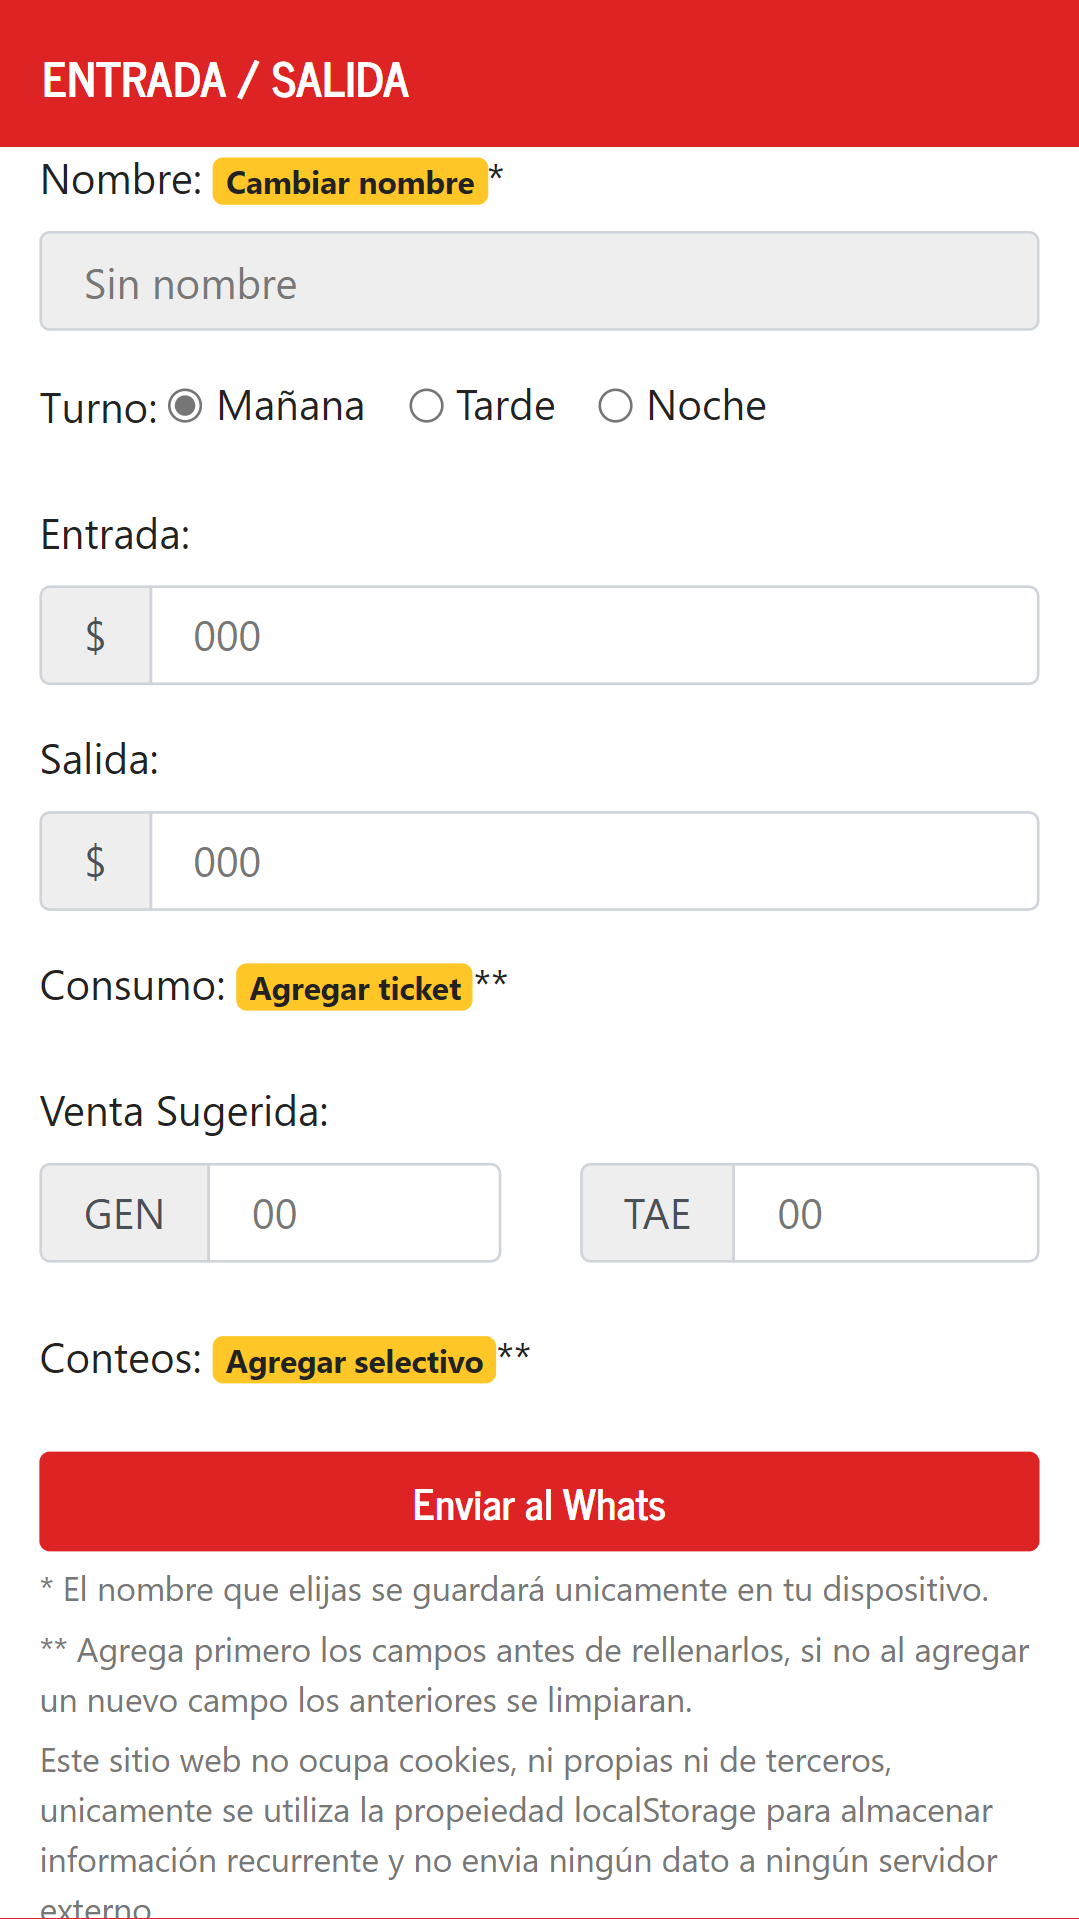 ENTRADA / SALIDA
Nombre: Cambiar nombre*
Sin nombre
Turno: Mañana Tarde Noche
Entrada:
$ 000
Salida:
$ 000
Consumo: Agregar ticket**
Venta Sugerida:
GEN 00 TAE 00
Conteos: Agregar selectivo**
Enviar al Whats
* El nombre que elijas se guardará unicamente en tu dispositivo.
** Agrega primero los campos antes de rellenarlos, si no al agregar
un nuevo campo los anteriores se limpiaran.
Este sitio web no ocupa cookies, ni propias ni de terceros,
unicamente se utiliza la propeiedad localStorage para almacenar
información recurrente y no envia ningún dato a ningún servidor
externo